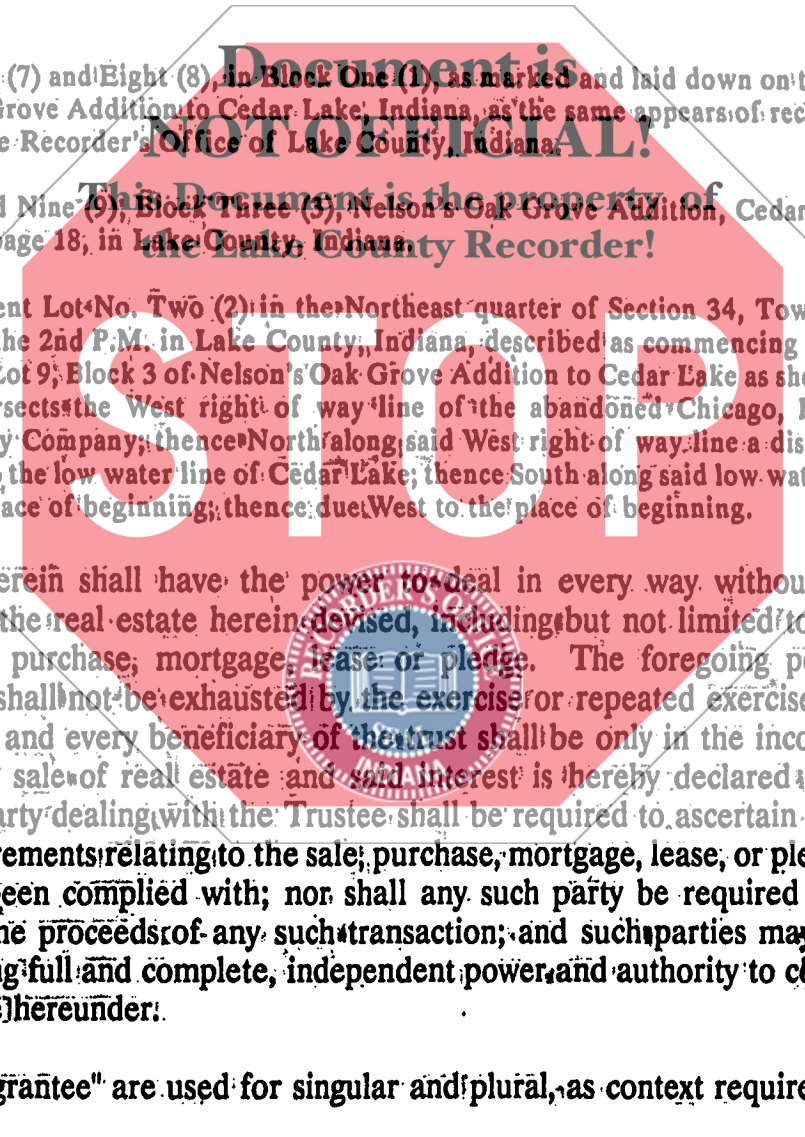 Document is
(7) and Eight (8), in Block One (1), as marked and laid down on
Grove Addition to Cedar Lake, Indiana, as the same appears of rec
NOT OFFICIAL!
Recorder's Office of Lake County, Indiana.
This Document is the property of
Nine (9), Block Three (3), Nelson's Oak Grove Addition, Cedar
the Lake County Recorder!
page 18, in Lake County, Indiana.
ent Lot No. Two (2) in the Northeast quarter of Section 34, Tow
he 2nd P.M. in Lake County, Indiana, described as commencing
Lot 9, Block 3 of Nelson's Oak Grove Addition to Cedar Lake as sh
rsects the West right of way line of the abandoned Chicago,
y Company; thence North along said West right of way line a dis
the low water line of Cedar Lake; thence South along said low wat
ace of beginning; thence due West to the place of beginning.
STOP
erein shall have the power to deal in every way withou
the real estate herein devised, including but not limited to
purchase, mortgage, lease or pledge. The foregoing p
shall not be exhausted by the exercise or repeated exercise
and every beneficiary of the trust shall be only in the inco
sale of real estate and said interest is hereby declared
arty dealing with the Trustee shall be required to ascertain
rements relating to the sale, purchase, mortgage, lease, or ple
een complied with; nor shall any such party be required
he proceeds of any such transaction; and such parties ma
g full and complete, independent power and authority to
hereunder.
grantee" are used for singular and plural, as context require
RECORDER'S OFFICE
SEAL
INDIANA